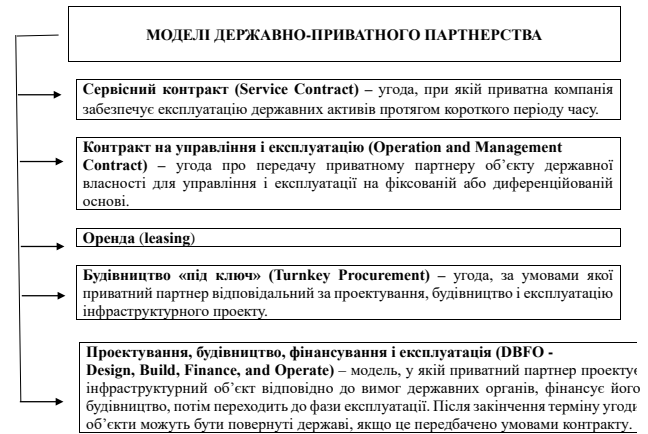 МОДЕЛІ ДЕРЖАВНО-ПРИВАТНОГО ПАРТНЕРСТВА
Сервісний контракт (Service Contract) – угода, при якій приватна компанія
забезпечує експлуатацію державних активів протягом короткого періоду часу.
Контракт на управління і експлуатацію (Operation and Management
Contract) – угода про передачу приватному партнеру об’єкту державної
власності для управління і експлуатації на фіксованій або диференційованій
основі.
Оренда (leasing)
Будівництво «під ключ» (Turnkey Procurement) – угода, за умовами якої
приватний партнер відповідальний за проектування, будівництво і експлуатацію
інфраструктурного проекту.
Проектування, будівництво, фінансування і експлуатація (DBFO -
Design, Build, Finance, and Operate) – модель, у якій приватний партнер проектує
інфраструктурний об’єкт відповідно до вимог державних органів, фінансує його
будівництво, потім переходить до фази експлуатації. Після закінчення терміну угоди
об’єкти можуть бути повернуті державі, якщо це передбачено умовами контракту.